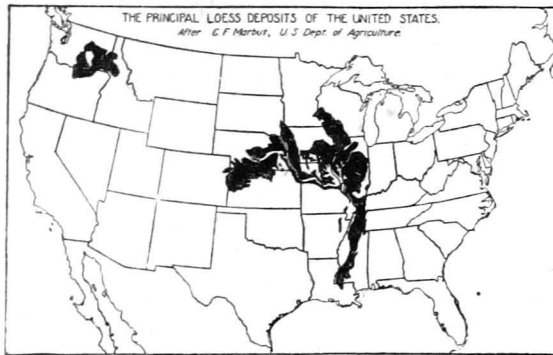 THE PRINCIPAL LOESS DEPOSITS OF THE UNITED STATES.
After C.F Marbut, U.S Dept. of Agriculture.